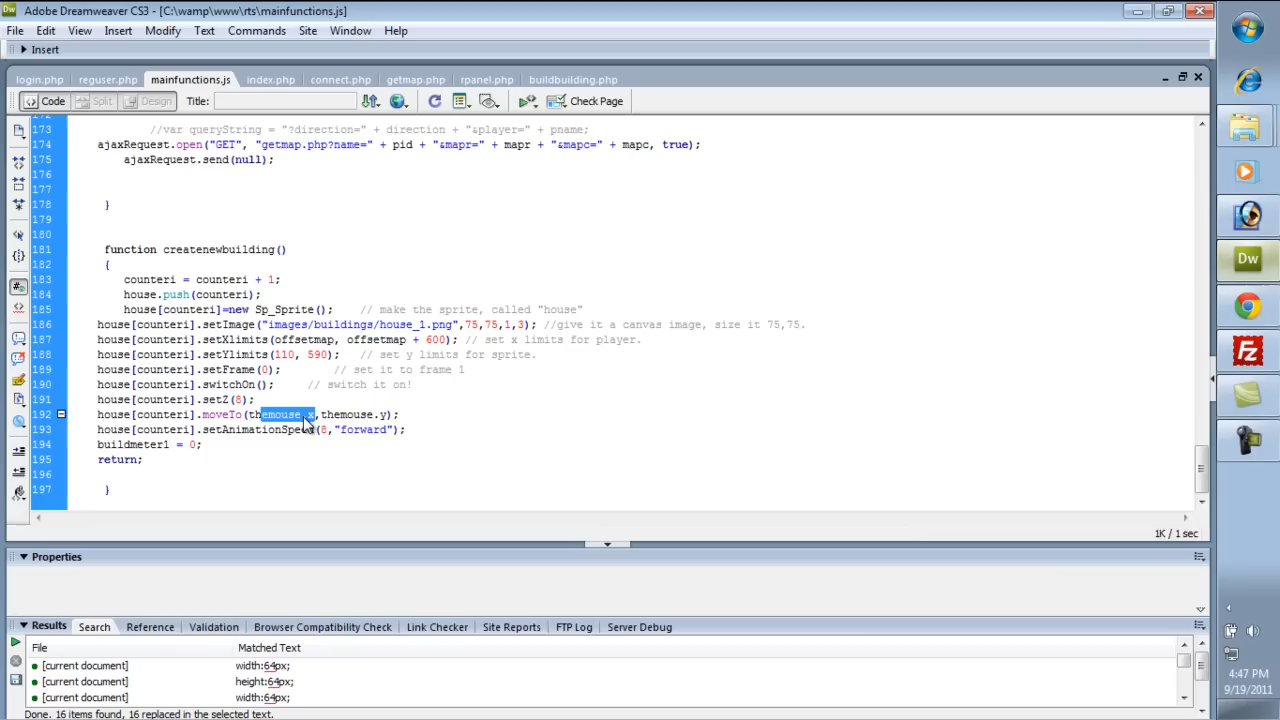 Dw Adobe Dreamweaver CS3 - [C:\wamp\www\rts\mainfunctions.js]
File Edit View Insert Modify Text Commands Site Window Help
Insert
login.php reguser.php mainfunctions.js index.php connect.php getmap.php rpanel.php buildbuilding.php
Code Split Design Title: Check Page
172
173 //var queryString = "?direction=" + direction + "&player=" + pname;
174 ajaxRequest.open("GET", "getmap.php?name=" + pid + "&mapr=" + mapr + "&mapc=" + mapc, true);
175 ajaxRequest.send(null);
176
177
178 }
179
180
181 function createnewbuilding()
182 {
183 counteri = counteri + 1;
184 house.push(counteri);
185 house[counteri]=new Sp_Sprite(); // make the sprite, called "house"
186 house[counteri].setImage("images/buildings/house_1.png",75,75,1,3); //give it a canvas image, size it 75,75.
187 house[counteri].setXlimits(offsetmap, offsetmap + 600); // set x limits for player.
188 house[counteri].setYlimits(110, 590); // set y limits for sprite.
189 house[counteri].setFrame(0); // set it to frame 1
190 house[counteri].switchOn(); // switch it on!
191 house[counteri].setZ(8);
192 house[counteri].moveTo(themouse.x,themouse.y);
193 house[counteri].setAnimationSpeed(8,"forward");
194 buildmeter1 = 0;
195 return;
196
197 }
1K / 1 sec
Properties
Results Search Reference Validation Browser Compatibility Check Link Checker Site Reports FTP Log Server Debug
File Matched Text
[current document] width:64px;
[current document] height:64px;
[current document] width:64px;
Done. 16 items found, 16 replaced in the selected text.
Dw
Fz
4:47 PM
9/19/2011